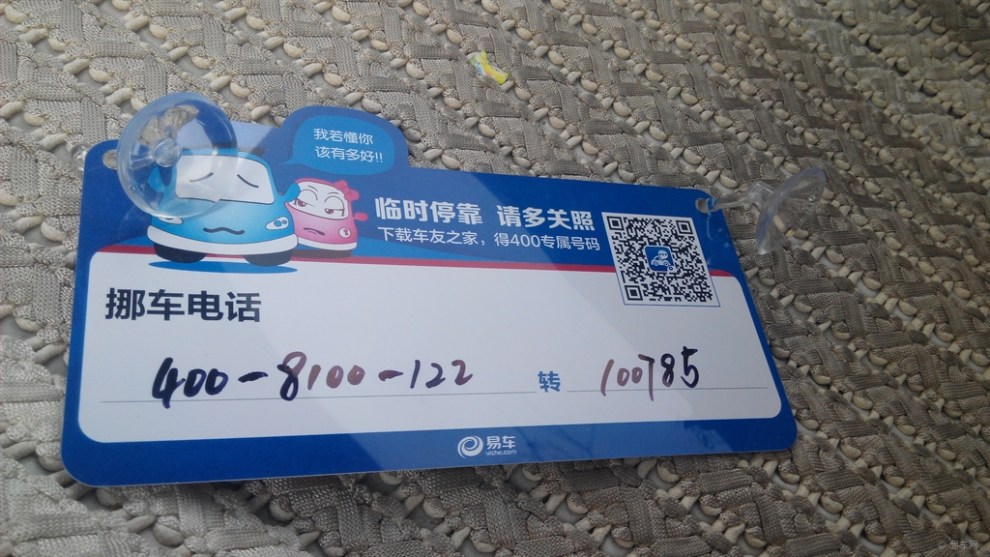 我若懂你
该有多好!!
临时停靠 请多关照
下载车友之家，得400专属号码
挪车电话
400-8100-122 转 100785
易车
yiche.com